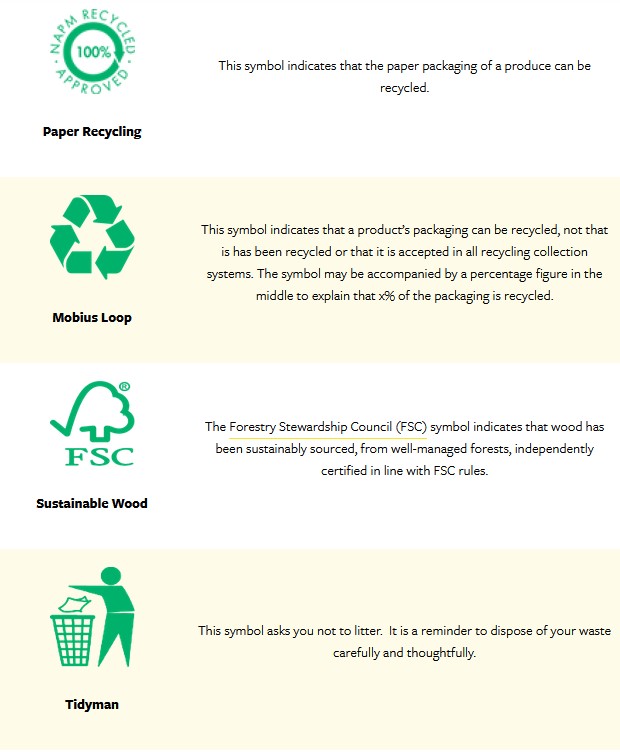 NAPM RECYCLED
100%
APPROVED
This symbol indicates that the paper packaging of a produce can be
recycled.
Paper Recycling
This symbol indicates that a product's packaging can be recycled, not that
is has been recycled or that it is accepted in all recycling collection
systems. The symbol may be accompanied by a percentage figure in the
middle to explain that x% of the packaging is recycled.
Mobius Loop
®
FSC
The Forestry Stewardship Council (FSC) symbol indicates that wood has
been sustainably sourced, from well-managed forests, independently
certified in line with FSC rules.
Sustainable Wood
This symbol asks you not to litter.  It is a reminder to dispose of your waste
carefully and thoughtfully.
Tidyman